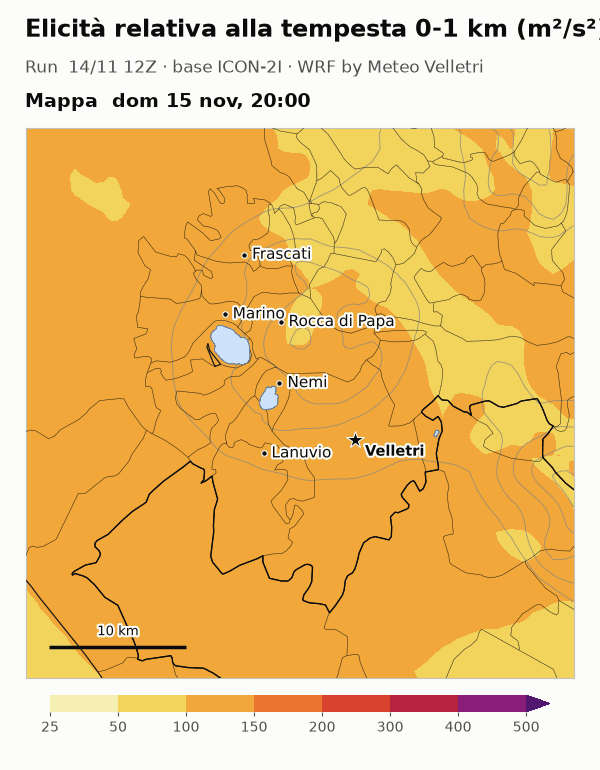 Elicità relativa alla tempesta 0-1 km (m²/s²)
Run 14/11 12Z · base ICON-2I · WRF by Meteo Velletri
Mappa dom 15 nov, 20:00
Frascati
Marino
Rocca di Papa
Nemi
Velletri
Lanuvio
10 km
25 50 100 150 200 300 400 500